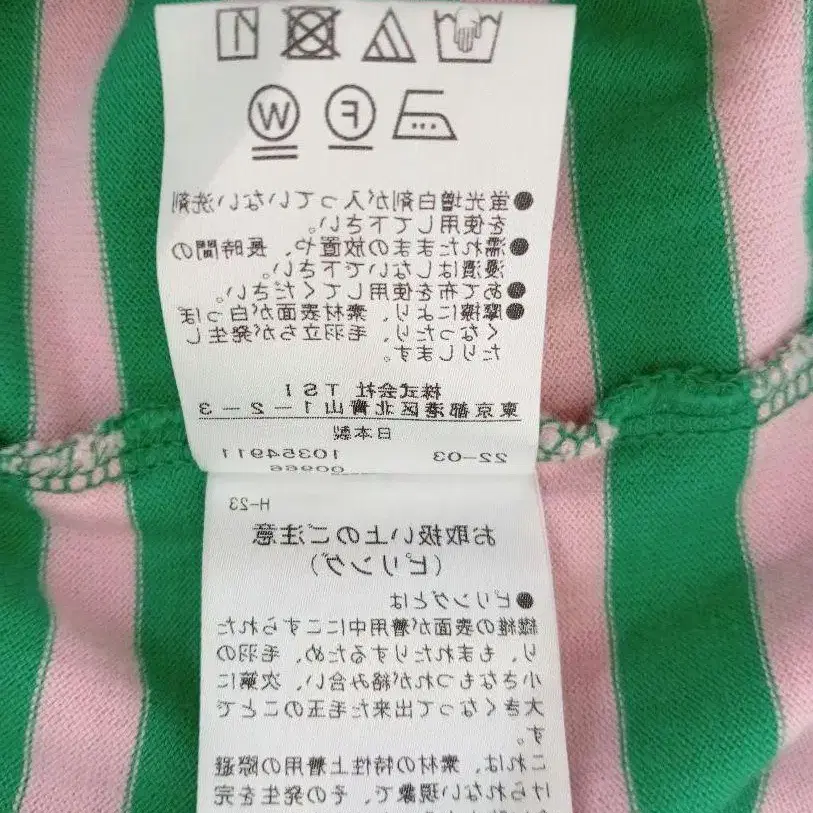 F W
●蛍光増白剤が入っていない洗剤
を使用して下さい。
●濡れたままの放置や、長時間の
浸漬はしないで下さい。
●あて布を使用してください。
●摩擦により、素材表面が白っぽ
くなったり、毛羽立ちが発生し
たりします。
株式会社 TSI
東京都港区北青山1-2-3
日本製
22-03 10354911
00966
H-23
お取扱い上のご注意
(ピリング)
●ピリングとは
繊維の表面が着用中にこすられた
り、もまれたりするため、毛羽の
小さなもつれが絡み合い、次第に
大きくなって出来た毛玉のことで
す。
これは、素材の特性上着用の際避
けられない現象で、その発生を完